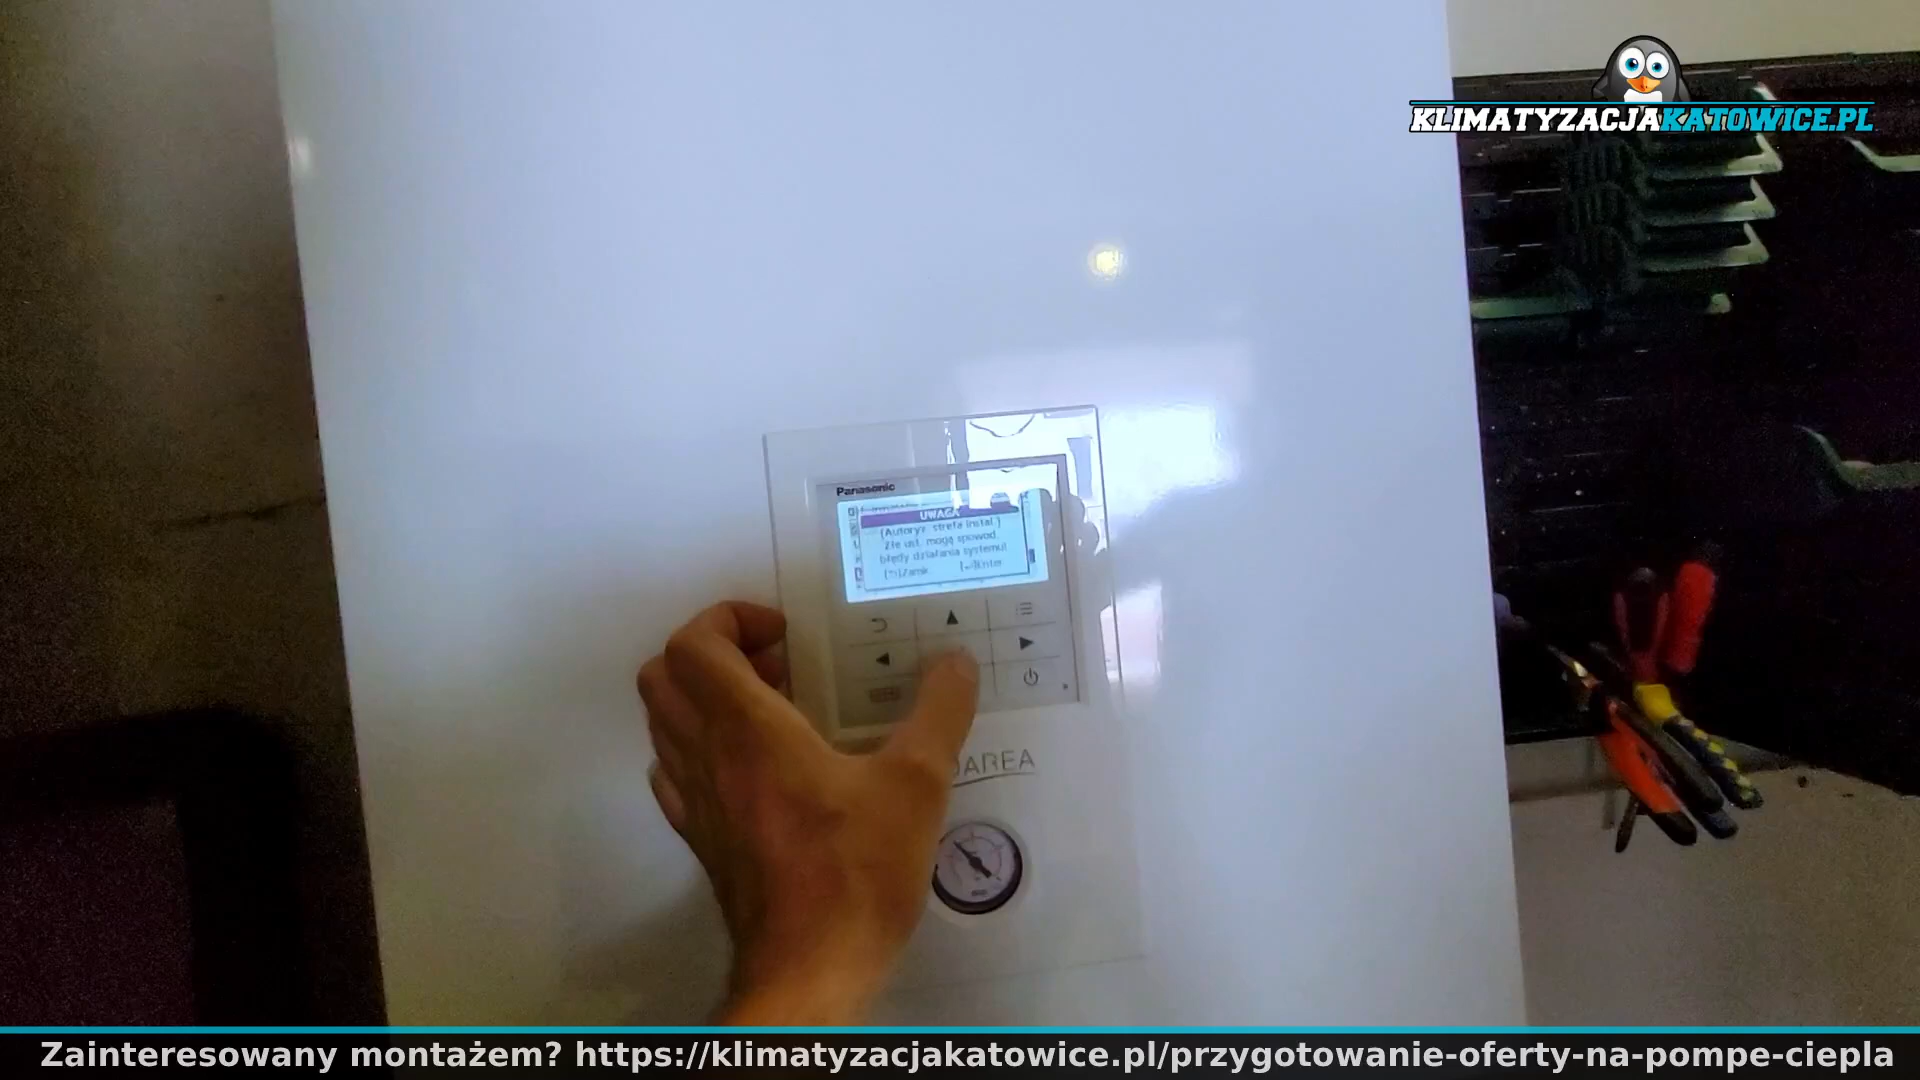 KLIMATYZACJAKATOWICE.PL
Panasonic
UWAGA
(Autoryz. strefa instal.)
Złe ust. mogą spowod.
błędy działania systemu!
[⮌]Zamk. [↵]Enter
AREA
Zainteresowany montażem? https://klimatyzacjakatowice.pl/przygotowanie-oferty-na-pompe-ciepla